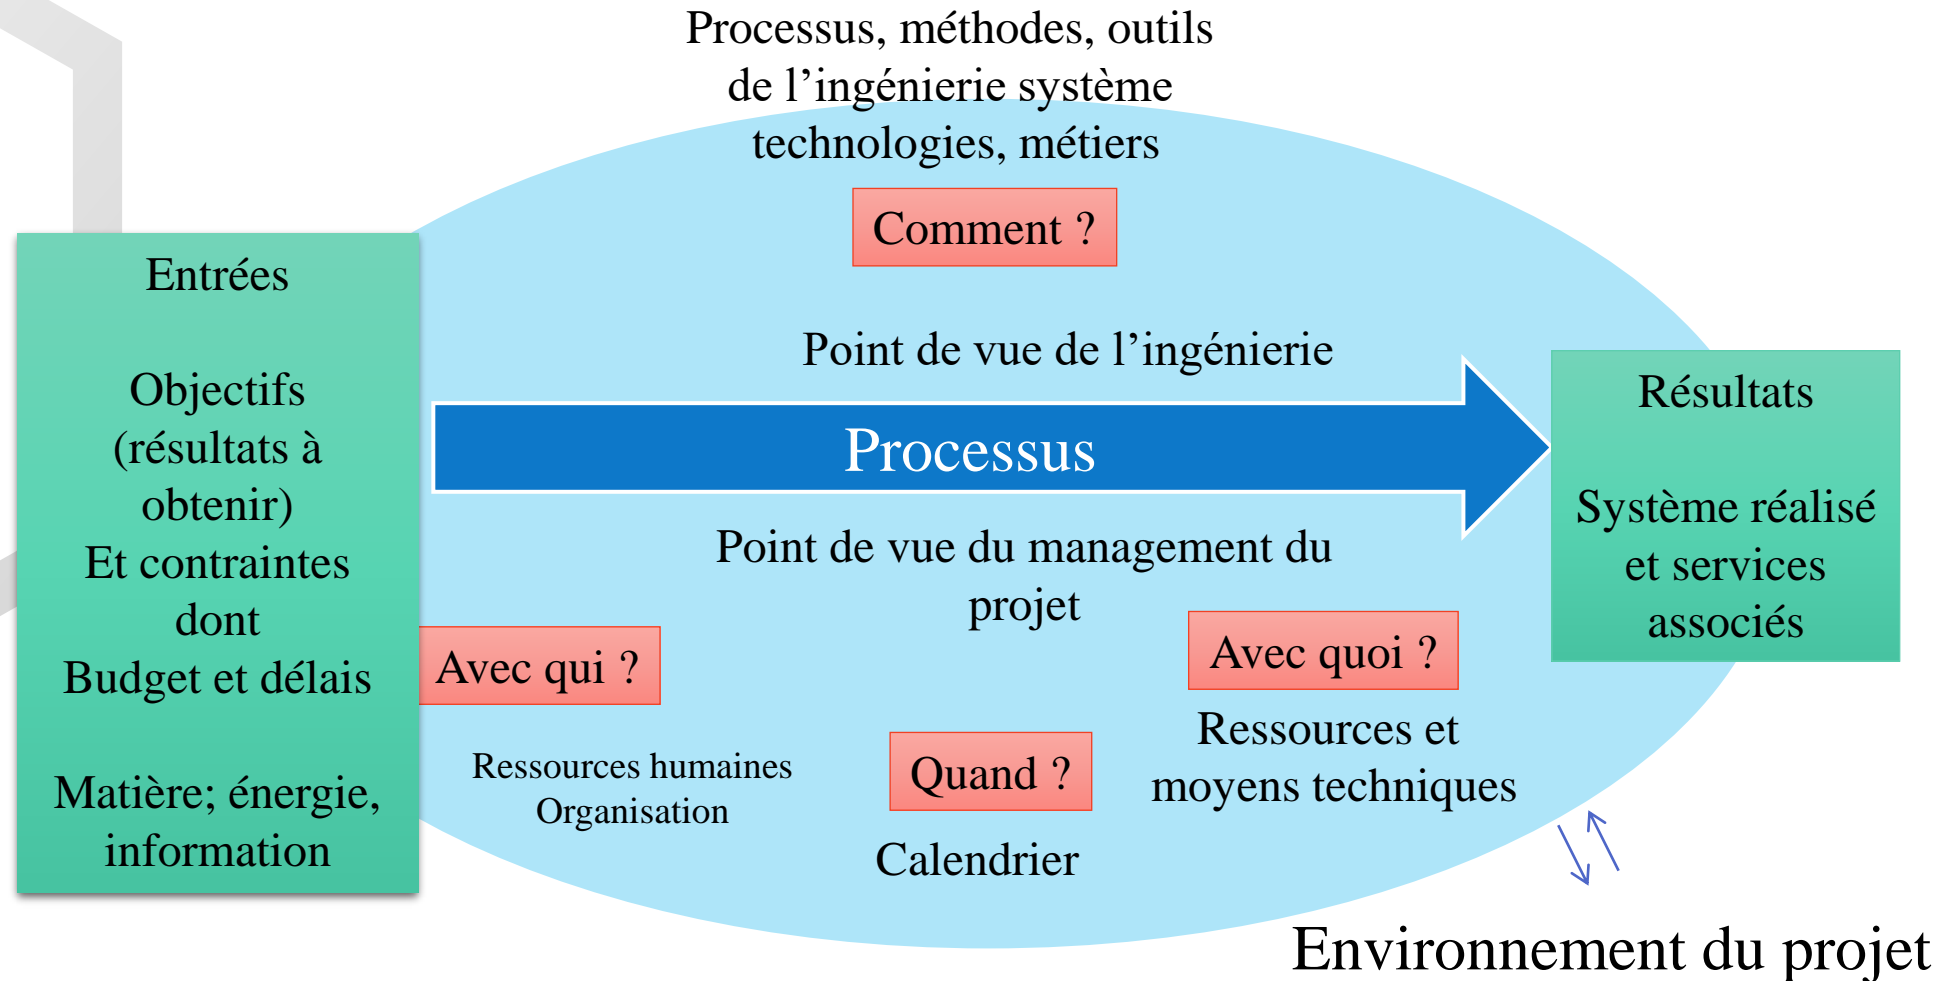 Processus, méthodes, outils
de l’ingénierie système
technologies, métiers
Comment ?
Entrées
Objectifs
(résultats à
obtenir)
Et contraintes
dont
Budget et délais
Matière; énergie,
information
Point de vue de l’ingénierie
Processus
Point de vue du management du
projet
Résultats
Système réalisé
et services
associés
Avec qui ?
Ressources humaines
Organisation
Quand ?
Calendrier
Avec quoi ?
Ressources et
moyens techniques
Environnement du projet